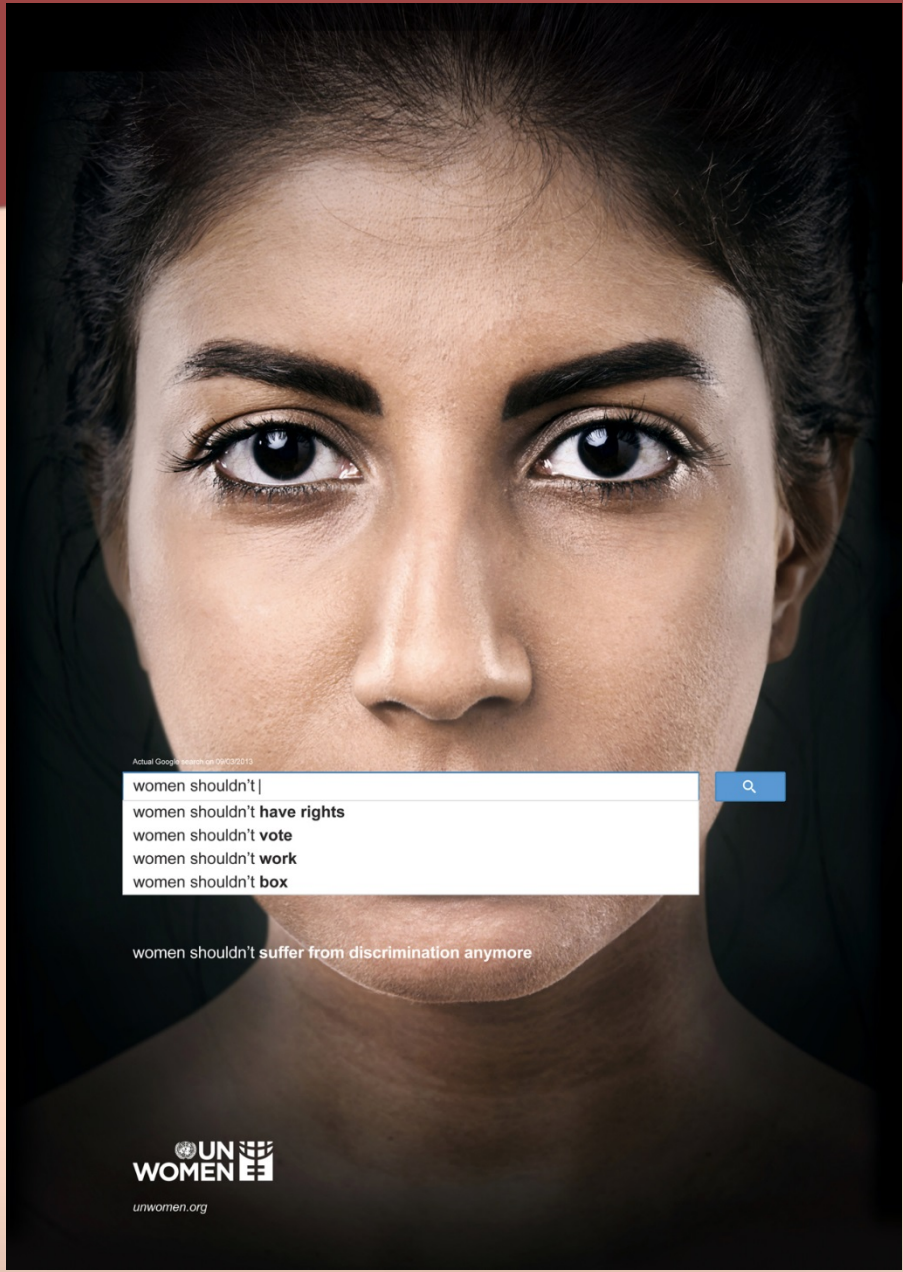 Actual Google search on 09/03/2013
women shouldn't
women shouldn't have rights
women shouldn't vote
women shouldn't work
women shouldn't box
women shouldn't suffer from discrimination anymore
UN
WOMEN
unwomen.org